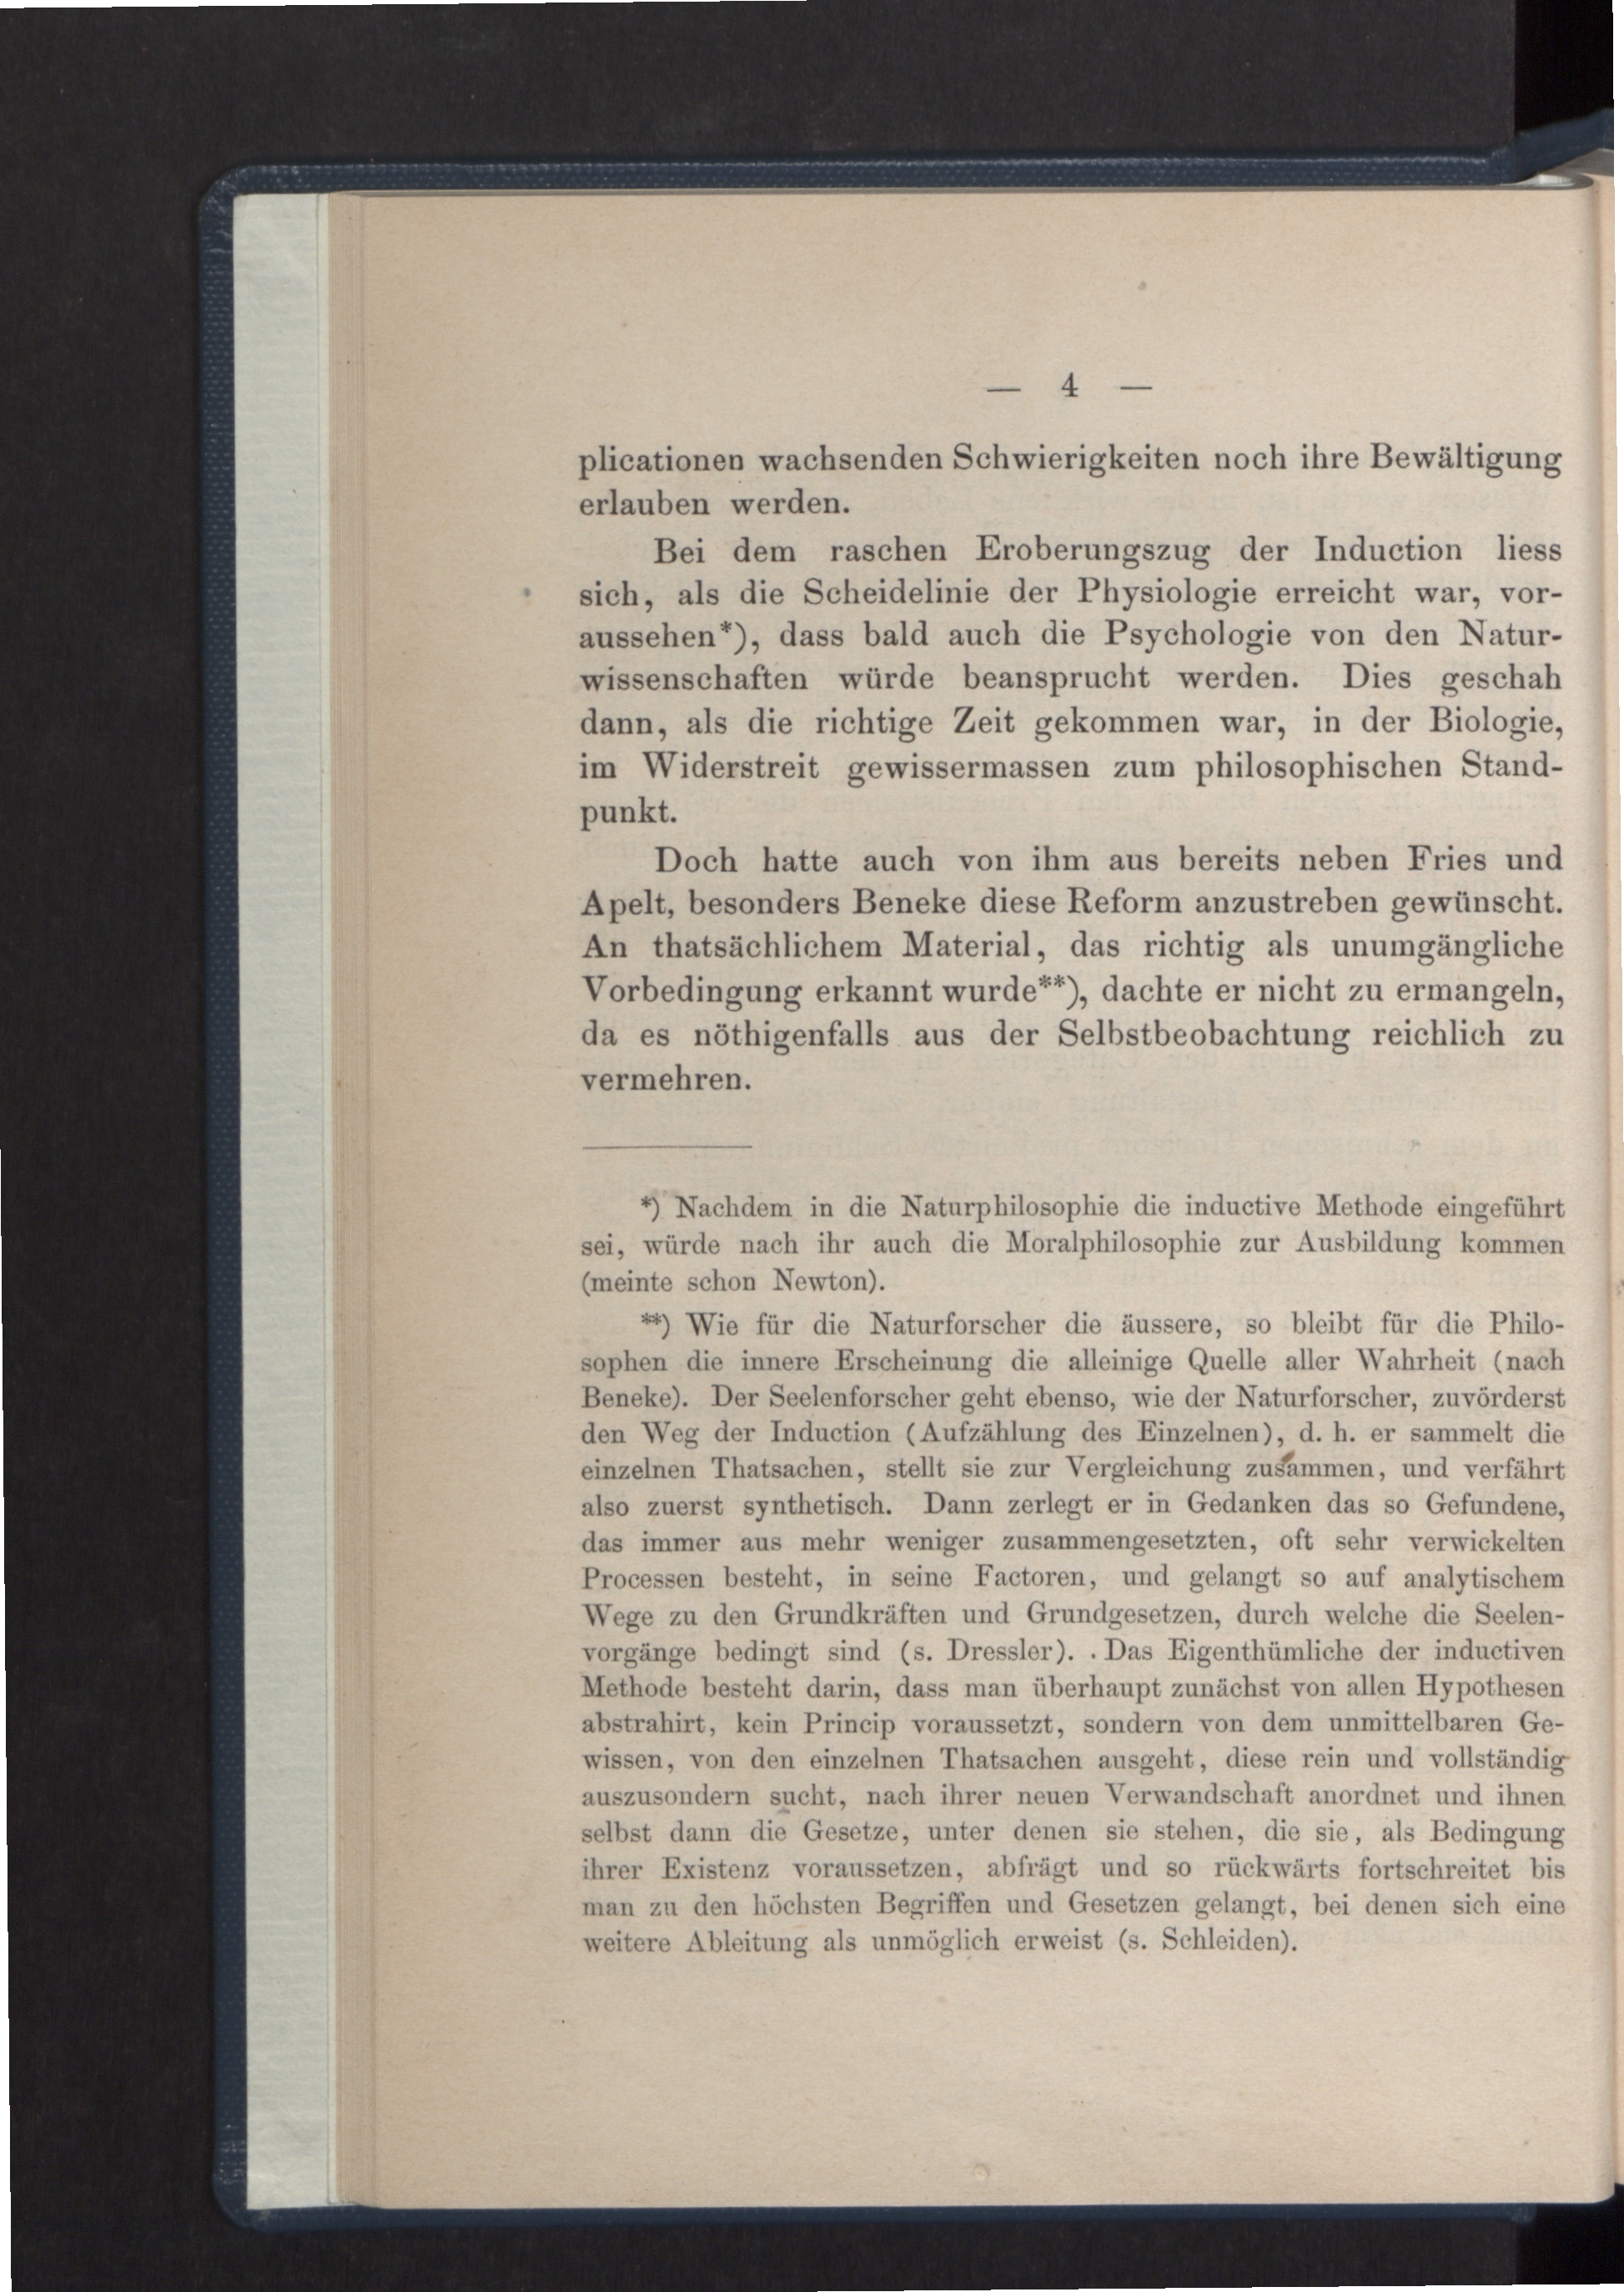 — 4 —
plicationen wachsenden Schwierigkeiten noch ihre Bewältigung
erlauben werden.
Bei dem raschen Eroberungszug der Induction liess
sich, als die Scheidelinie der Physiologie erreicht war, vor-
aussehen*), dass bald auch die Psychologie von den Natur-
wissenschaften würde beansprucht werden. Dies geschah
dann, als die richtige Zeit gekommen war, in der Biologie,
im Widerstreit gewissermassen zum philosophischen Stand-
punkt.
Doch hatte auch von ihm aus bereits neben Fries und
Apelt, besonders Beneke diese Reform anzustreben gewünscht.
An thatsächlichem Material, das richtig als unumgängliche
Vorbedingung erkannt wurde**), dachte er nicht zu ermangeln,
da es nöthigenfalls aus der Selbstbeobachtung reichlich zu
vermehren.
*) Nachdem in die Naturphilosophie die inductive Methode eingeführt
sei, würde nach ihr auch die Moralphilosophie zur Ausbildung kommen
(meinte schon Newton).
**) Wie für die Naturforscher die äussere, so bleibt für die Philo-
sophen die innere Erscheinung die alleinige Quelle aller Wahrheit (nach
Beneke). Der Seelenforscher geht ebenso, wie der Naturforscher, zuvörderst
den Weg der Induction (Aufzählung des Einzelnen), d. h. er sammelt die
einzelnen Thatsachen, stellt sie zur Vergleichung zusammen, und verfährt
also zuerst synthetisch. Dann zerlegt er in Gedanken das so Gefundene,
das immer aus mehr weniger zusammengesetzten, oft sehr verwickelten
Processen besteht, in seine Factoren, und gelangt so auf analytischem
Wege zu den Grundkräften und Grundgesetzen, durch welche die Seelen-
vorgänge bedingt sind (s. Dressler). . Das Eigenthümliche der inductiven
Methode besteht darin, dass man überhaupt zunächst von allen Hypothesen
abstrahirt, kein Princip voraussetzt, sondern von dem unmittelbaren Ge-
wissen, von den einzelnen Thatsachen ausgeht, diese rein und vollständig
auszusondern sucht, nach ihrer neuen Verwandschaft anordnet und ihnen
selbst dann die Gesetze, unter denen sie stehen, die sie, als Bedingung
ihrer Existenz voraussetzen, abfrägt und so rückwärts fortschreitet bis
man zu den höchsten Begriffen und Gesetzen gelangt, bei denen sich eine
weitere Ableitung als unmöglich erweist (s. Schleiden).